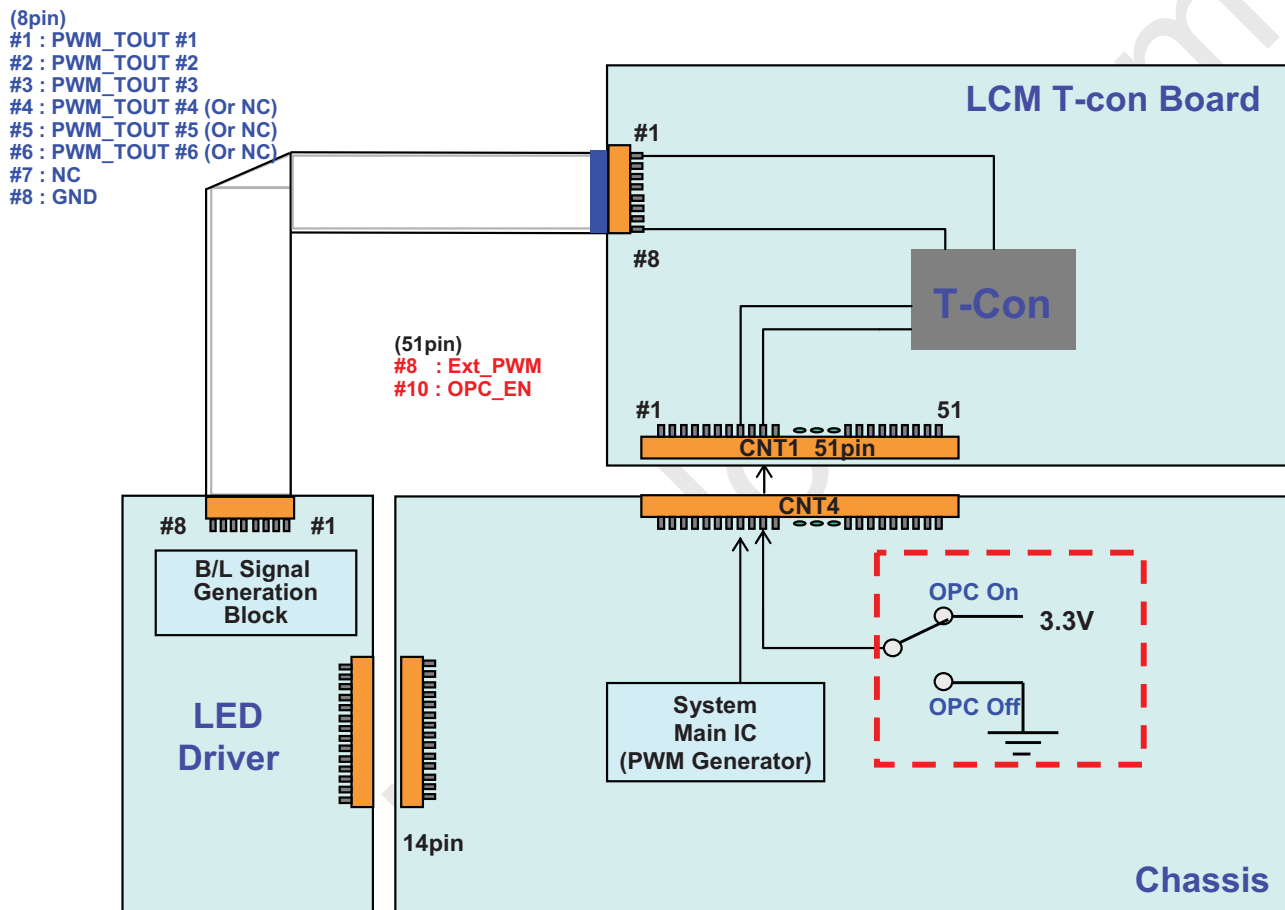 (8pin)
#1 : PWM_TOUT #1
#2 : PWM_TOUT #2
#3 : PWM_TOUT #3
#4 : PWM_TOUT #4 (Or NC)
#5 : PWM_TOUT #5 (Or NC)
#6 : PWM_TOUT #6 (Or NC)
#7 : NC
#8 : GND
LCM T-con Board
#1
#8
T-Con
(51pin)
#8 : Ext_PWM
#10 : OPC_EN
#1
51
CNT1 51pin
CNT4
#8
#1
B/L Signal
Generation
Block
LED
Driver
14pin
System
Main IC
(PWM Generator)
OPC On
3.3V
OPC Off
Chassis